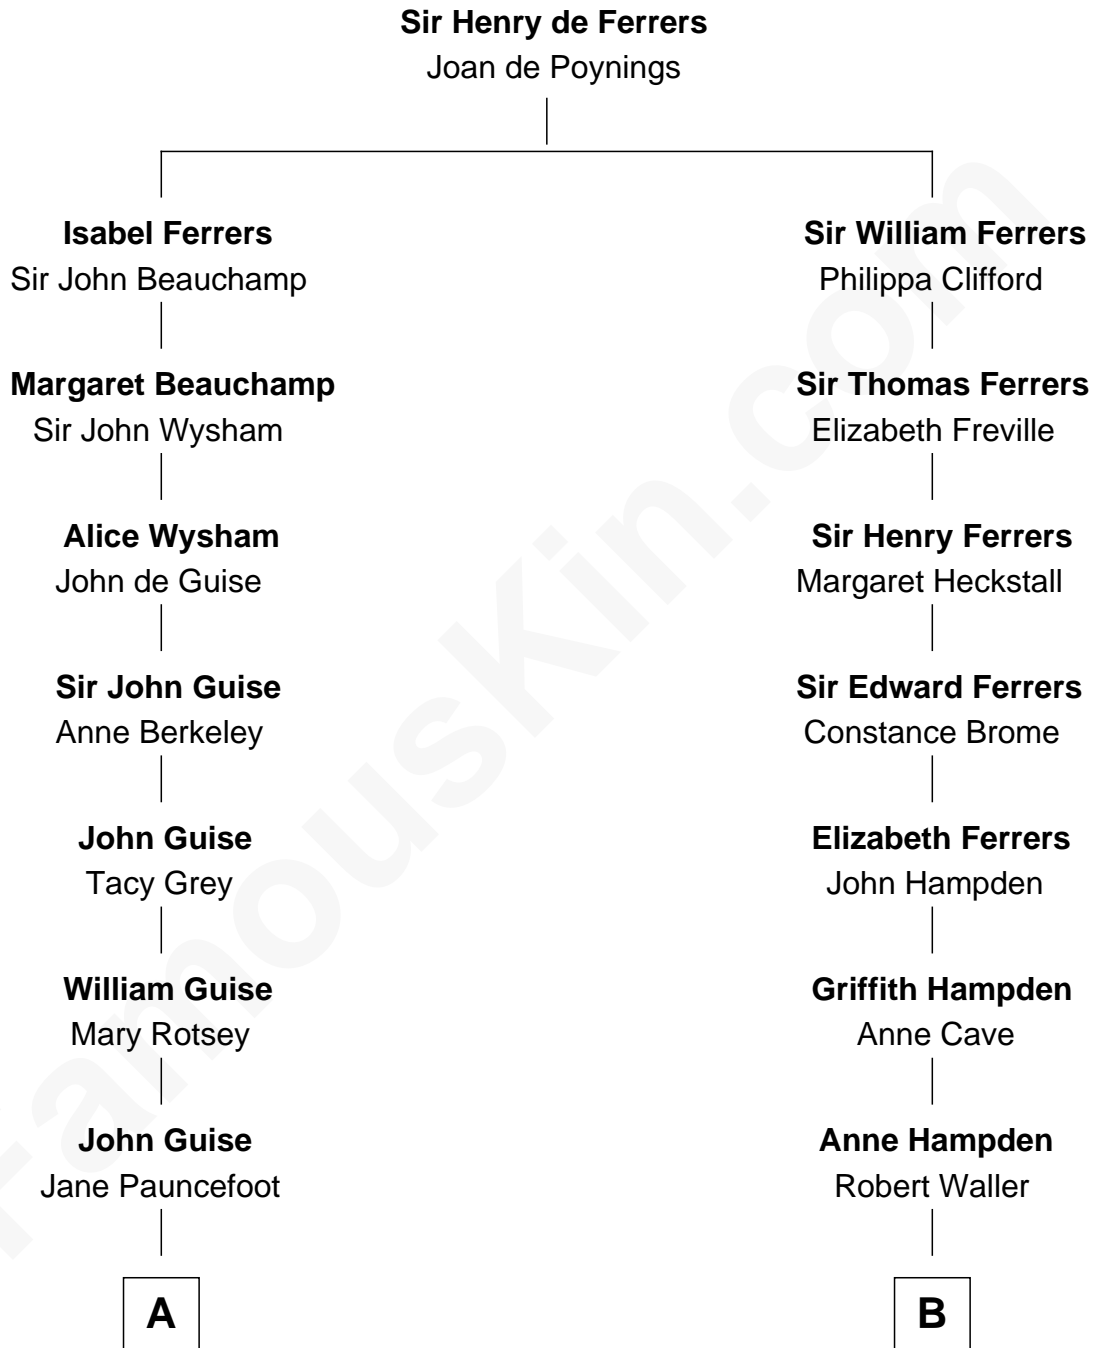 Sir Henry de Ferrers
Joan de Poynings
Isabel Ferrers
Sir John Beauchamp
Sir William Ferrers
Philippa Clifford
Margaret Beauchamp
Sir John Wysham
Sir Thomas Ferrers
Elizabeth Freville
Alice Wysham
John de Guise
Sir Henry Ferrers
Margaret Heckstall
Sir John Guise
Anne Berkeley
Sir Edward Ferrers
Constance Brome
John Guise
Tacy Grey
Elizabeth Ferrers
John Hampden
William Guise
Mary Rotsey
Griffith Hampden
Anne Cave
John Guise
Jane Pauncefoot
Anne Hampden
Robert Waller
A
B
FamousKin.com